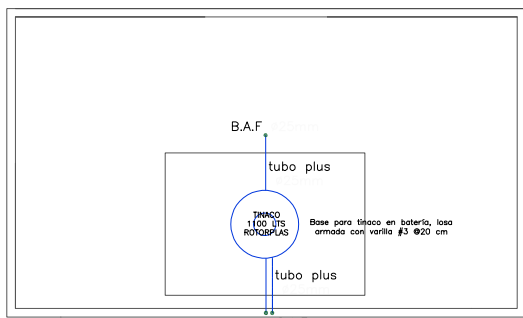 B.A.F
tubo plus
TINACO
1100 LTS
ROTORPLAS
Base para tinaco en batería, losa
armada con varilla #3 @20 cm
tubo plus